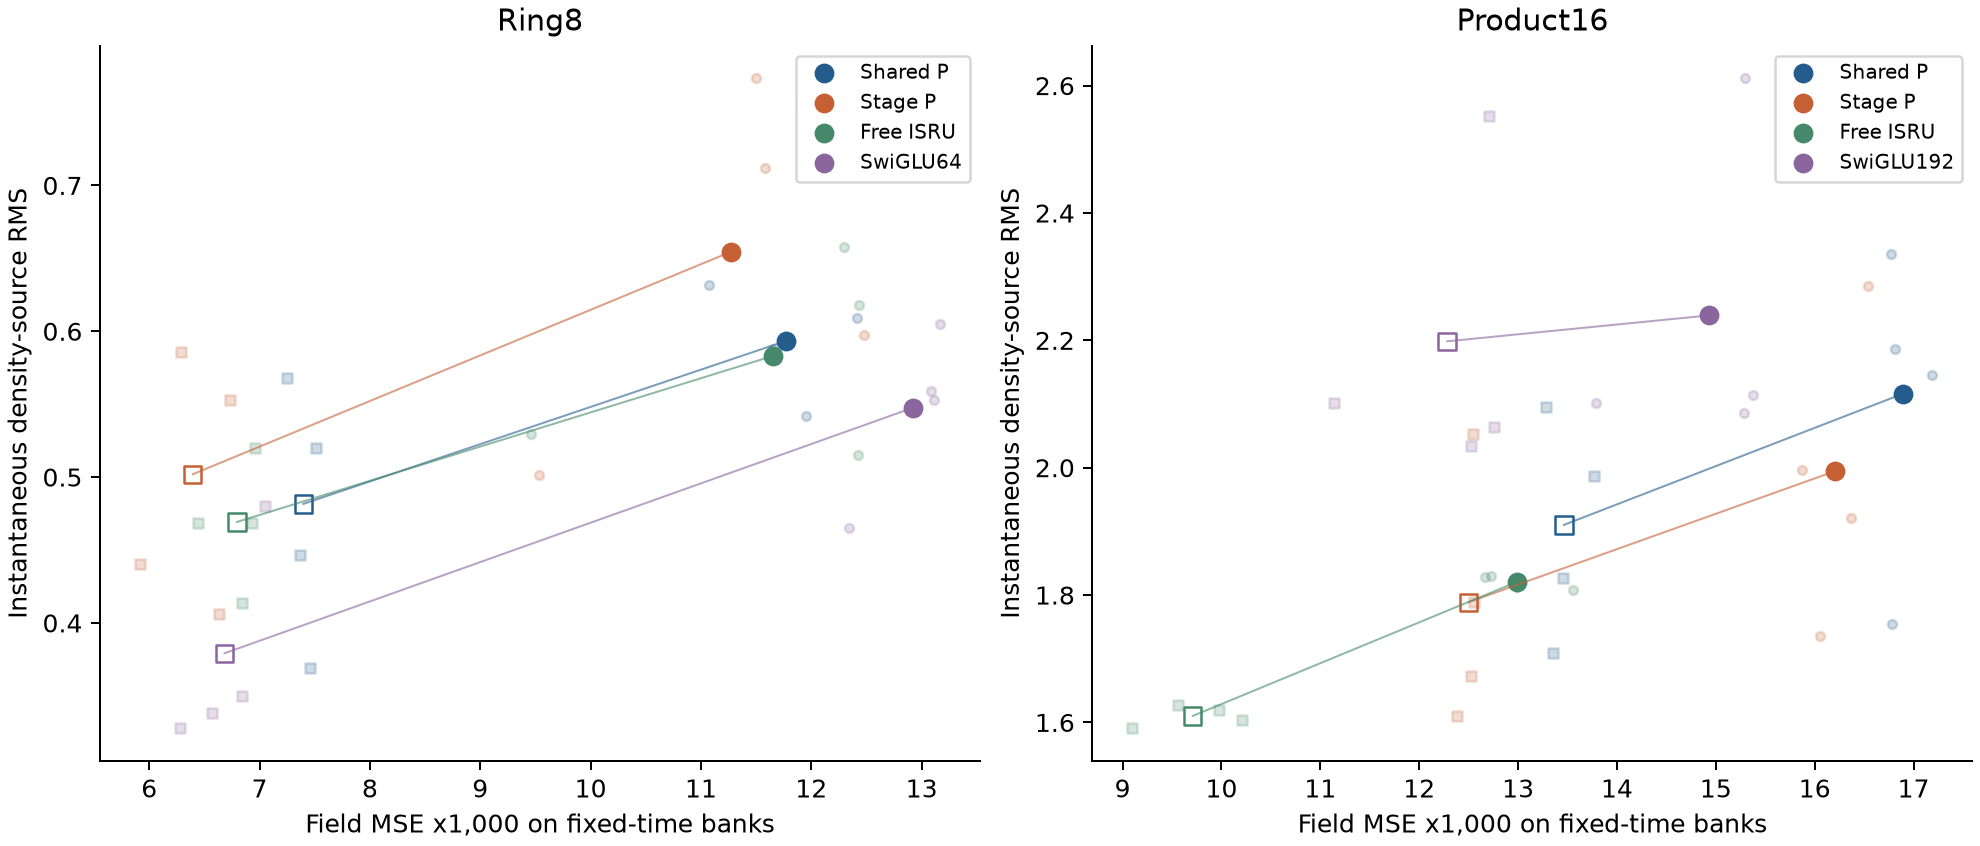 Ring8
Instantaneous density-source RMS
0.7
0.6
0.5
0.4
Shared P
Stage P
Free ISRU
SwiGLU64
6 7 8 9 10 11 12 13
Field MSE x1,000 on fixed-time banks
Product16
Instantaneous density-source RMS
2.6
2.4
2.2
2.0
1.8
1.6
Shared P
Stage P
Free ISRU
SwiGLU192
9 10 11 12 13 14 15 16 17
Field MSE x1,000 on fixed-time banks